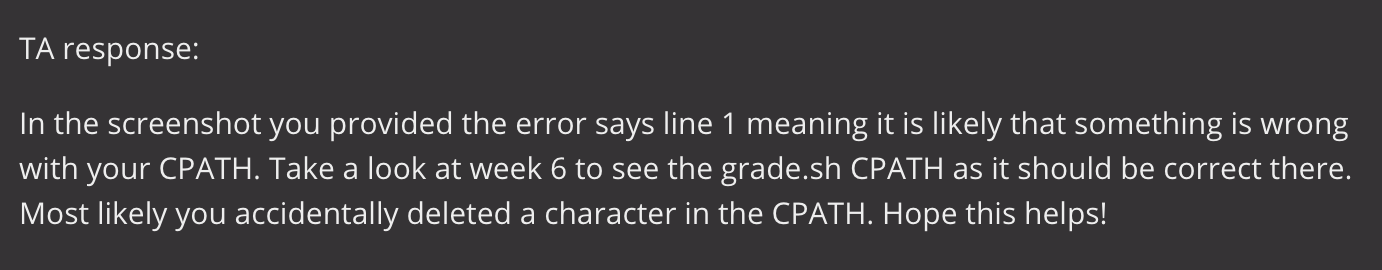 TA response:
In the screenshot you provided the error says line 1 meaning it is likely that something is wrong
with your CPATH. Take a look at week 6 to see the grade.sh CPATH as it should be correct there.
Most likely you accidentally deleted a character in the CPATH. Hope this helps!